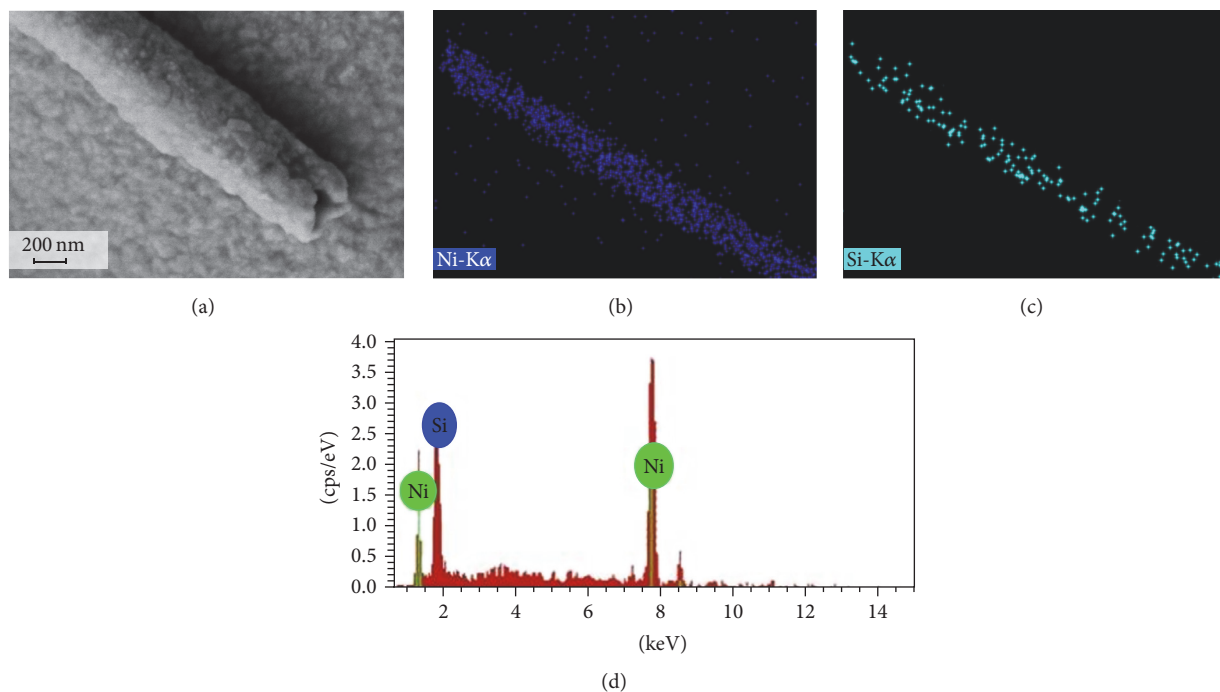 200 nm
Ni-Kα
Si-Kα
(a)
(b)
(c)
4.0
3.5
3.0
2.5
2.0
1.5
1.0
0.5
0.0
(cps/eV)
Ni
Si
Ni
2 4 6 8 10 12 14
(keV)
(d)